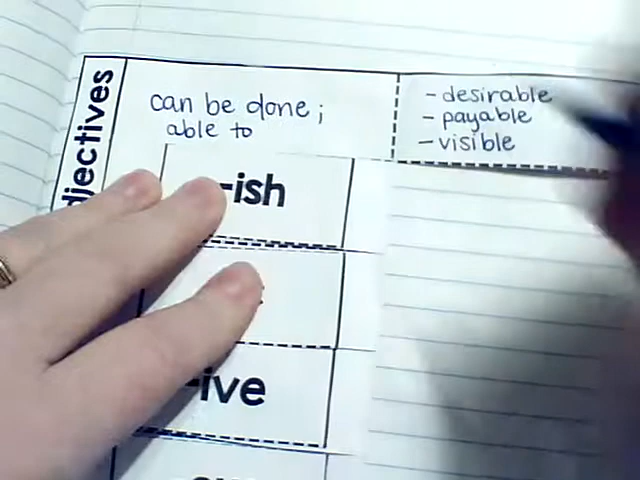 djectives
can be done;
able to
- desirable
- payable
- visible
-ish
-ive